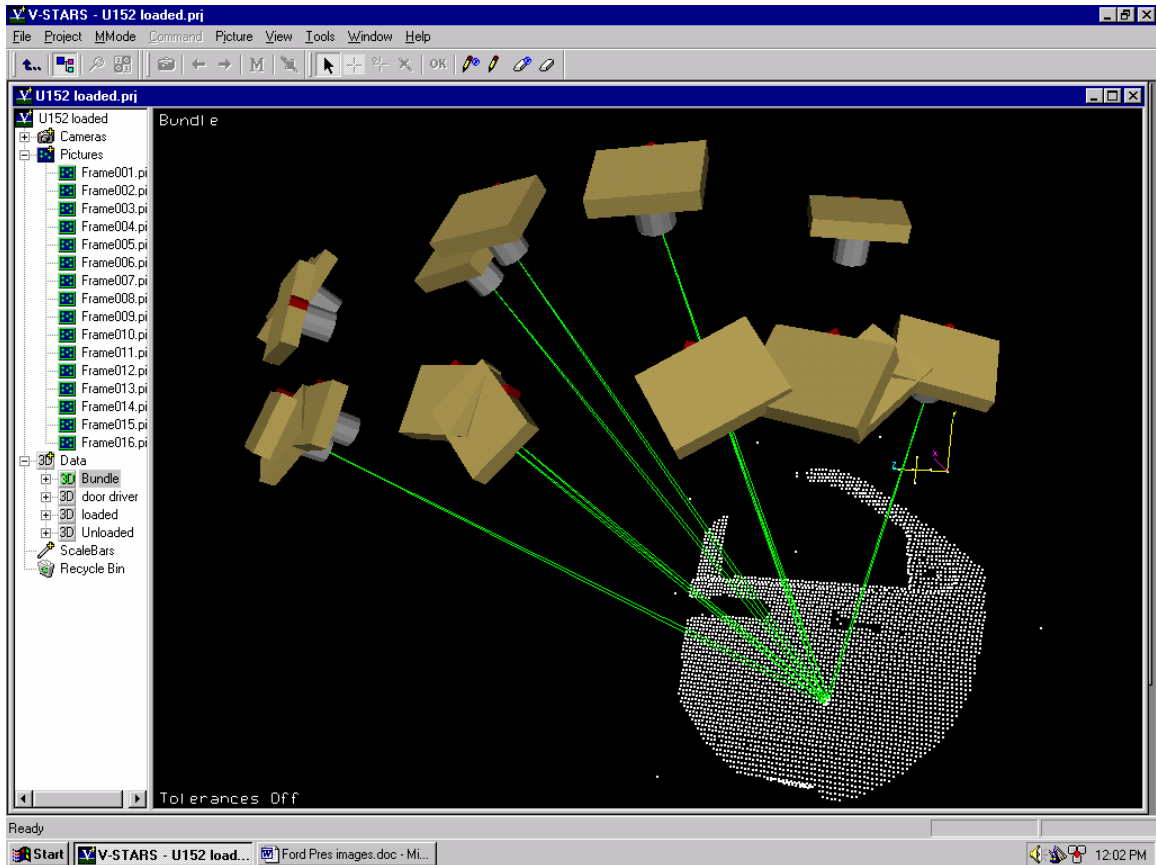 V-STARS - U152 loaded.prj
File Project MMode Command Picture View Tools Window Help
M OK
U152 loaded.prj
U152 loaded
Cameras
Pictures
Frame001.pi
Frame002.pi
Frame003.pi
Frame004.pi
Frame005.pi
Frame006.pi
Frame007.pi
Frame008.pi
Frame009.pi
Frame010.pi
Frame011.pi
Frame012.pi
Frame013.pi
Frame014.pi
Frame015.pi
Frame016.pi
3D Data
3D Bundle
3D door driver
3D loaded
3D Unloaded
ScaleBars
Recycle Bin
Bundle
Y
X
Z
Tolerances Off
Ready
Start V-STARS - U152 load... Ford Pres images.doc - Mi... 12:02 PM